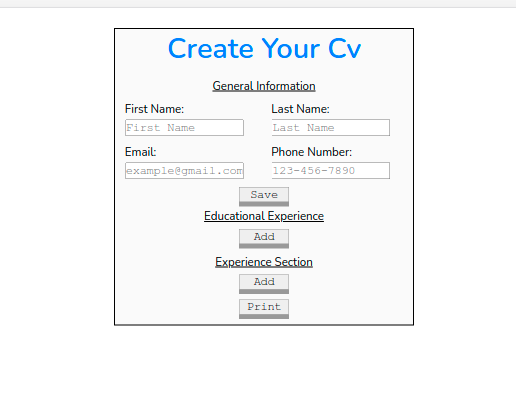 Create Your Cv
General Information
First Name: Last Name:
First Name Last Name
Email: Phone Number:
example@gmail.com 123-456-7890
Save
Educational Experience
Add
Experience Section
Add
Print